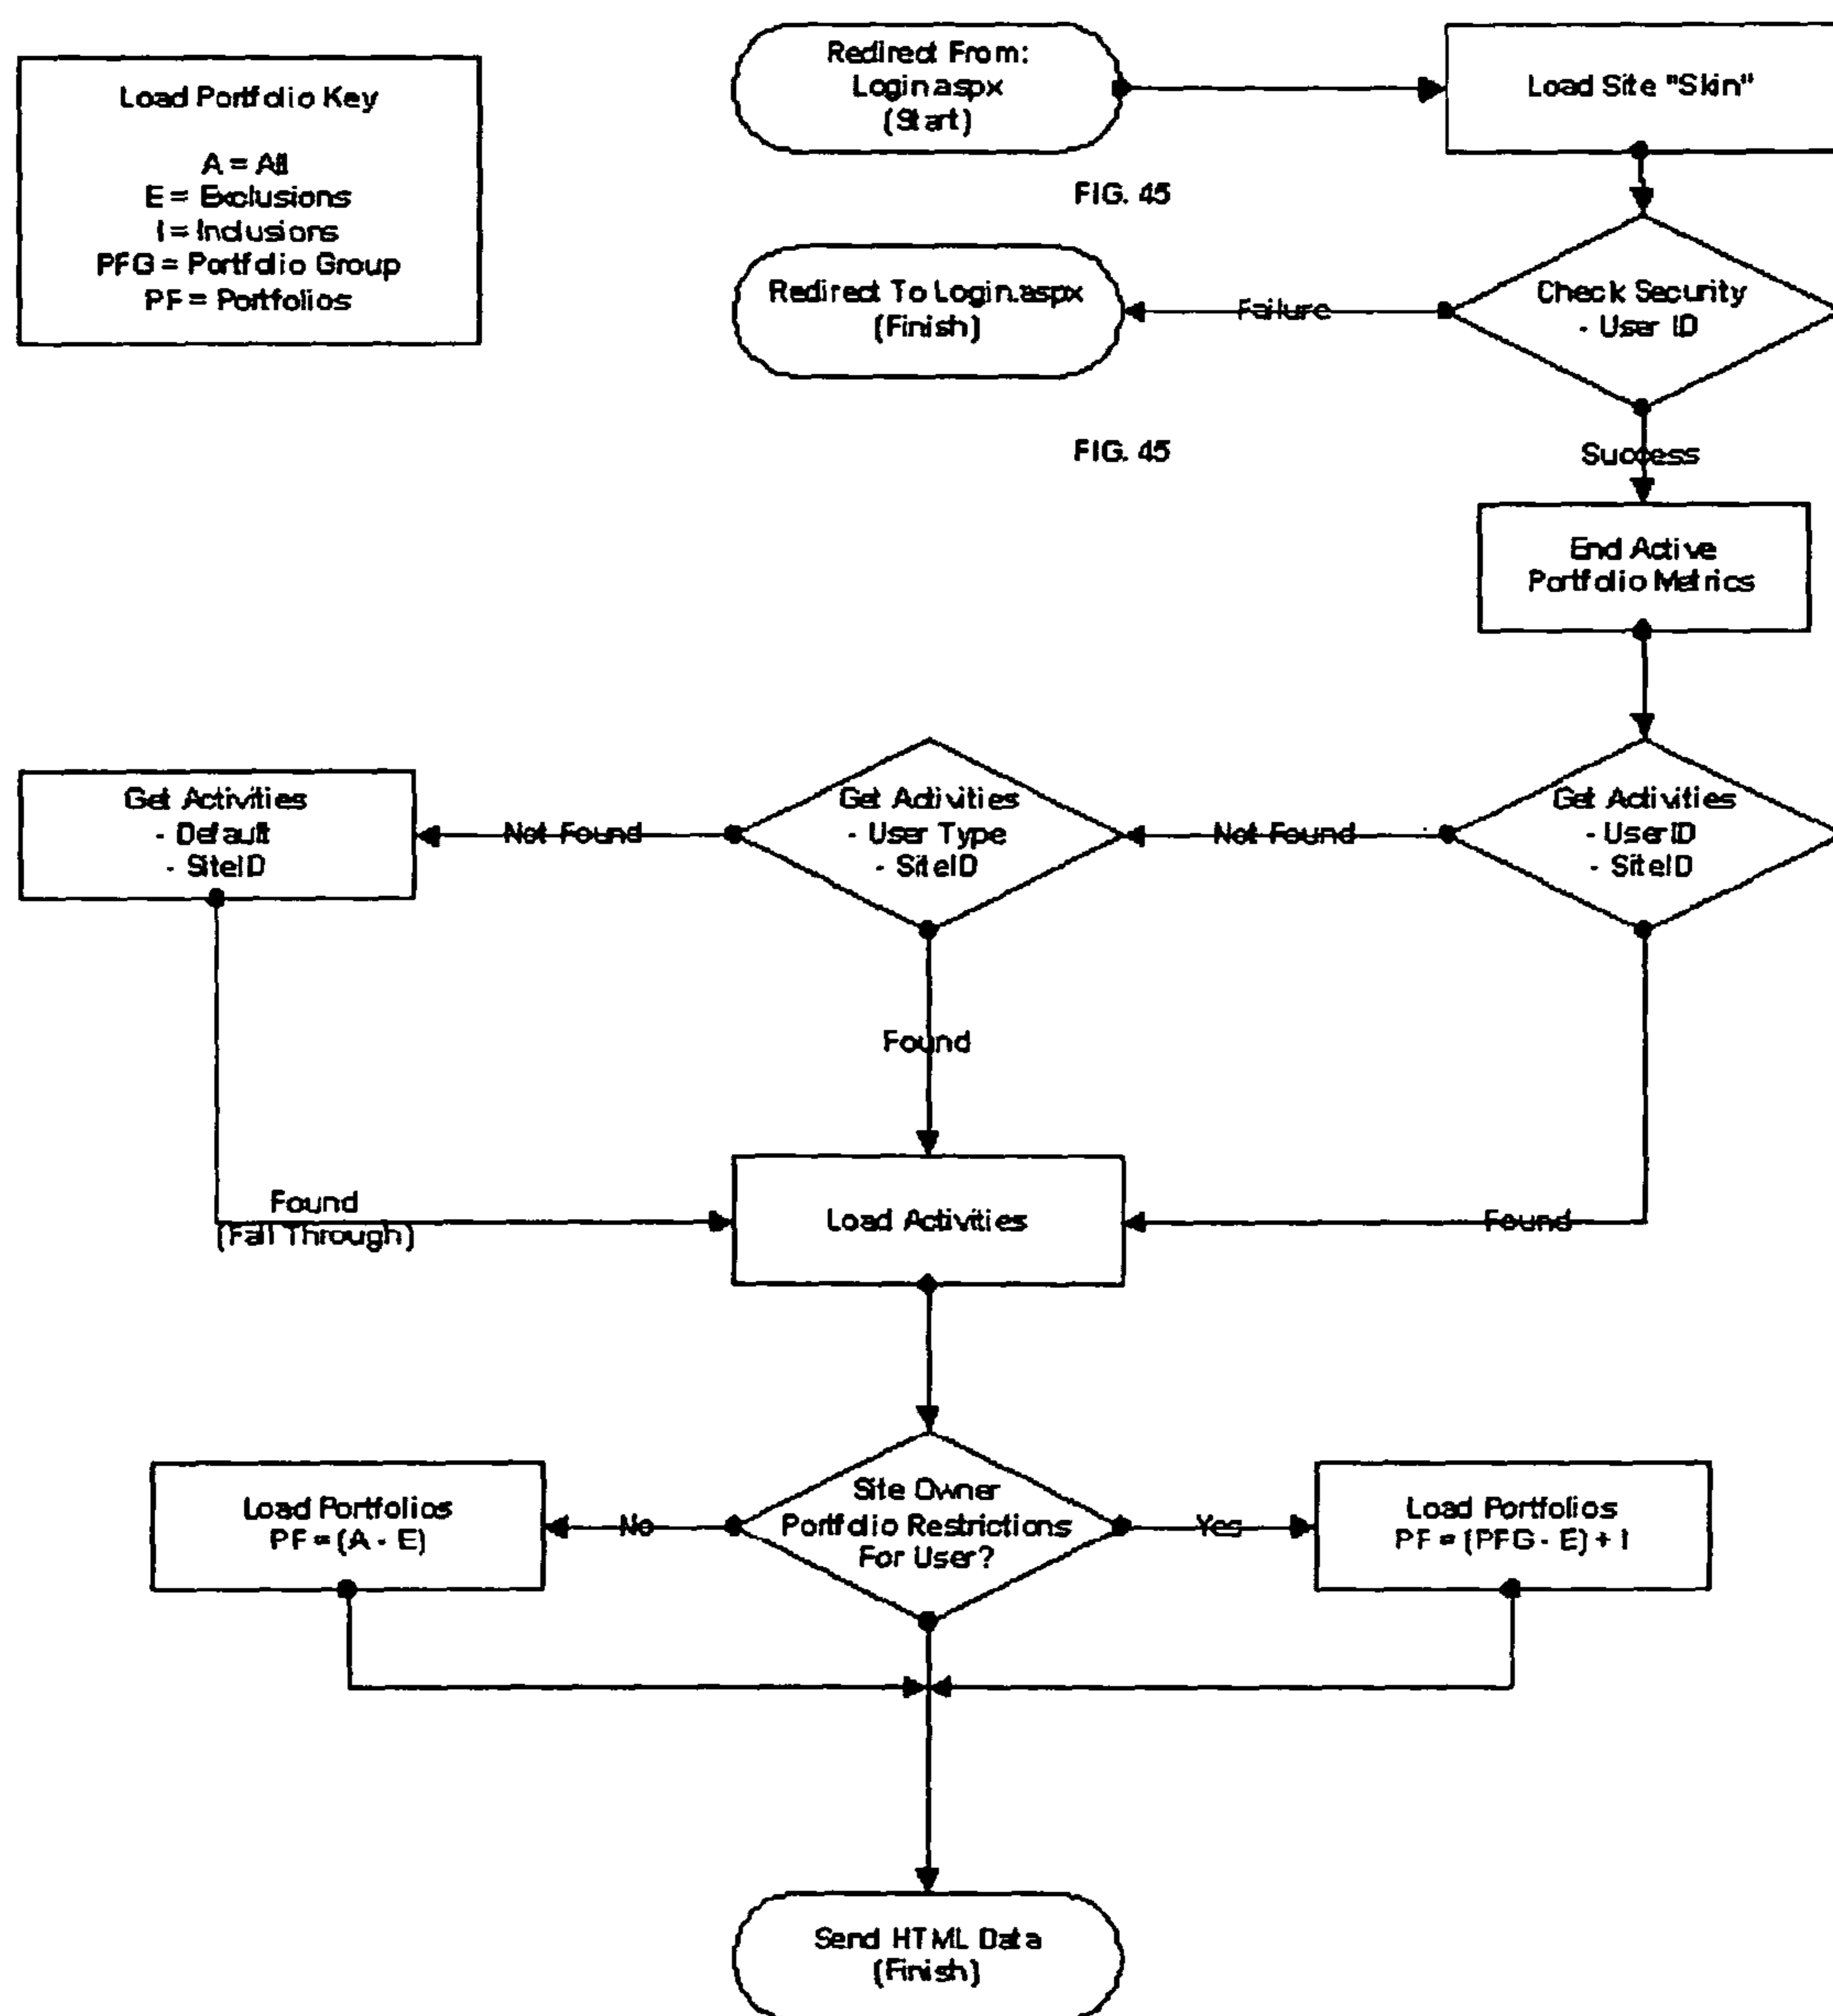 Load Portfolio Key
A = All
E = Exclusions
I = Inclusions
PFG = Portfolio Group
PF = Portfolios
Redirect From:
Login.aspx
(Start)
Load Site "Skin"
FIG. 45
Redirect To Login.aspx
(Finish)
Failure
Check Security
- User ID
FIG. 45
Success
End Active
Portfolio Metrics
Get Activities
- Default
- SiteID
Not Found
Get Activities
- User Type
- SiteID
Not Found
Get Activities
- UserID
- SiteID
Found
Found
(Fall Through)
Load Activities
Found
Load Portfolios
PF = (A - E)
No
Site Owner
Portfolio Restrictions
For User?
Yes
Load Portfolios
PF = (PFG - E) + I
Send HTML Data
(Finish)